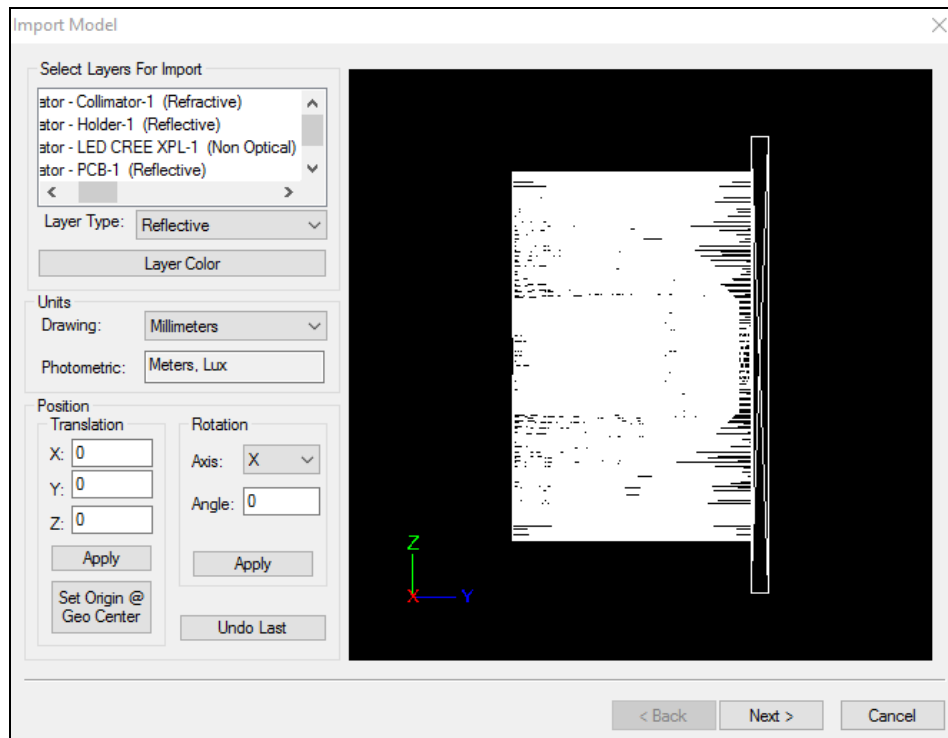 Import Model
Select Layers For Import
ator - Collimator-1 (Refractive)
ator - Holder-1 (Reflective)
ator - LED CREE XPL-1 (Non Optical)
ator - PCB-1 (Reflective)
Layer Type: Reflective
Layer Color
Units
Drawing: Millimeters
Photometric: Meters, Lux
Position
Translation
X: 0
Y: 0
Z: 0
Apply
Set Origin @
Geo Center
Rotation
Axis: X
Angle: 0
Apply
Undo Last
Z
X
Y
< Back
Next >
Cancel